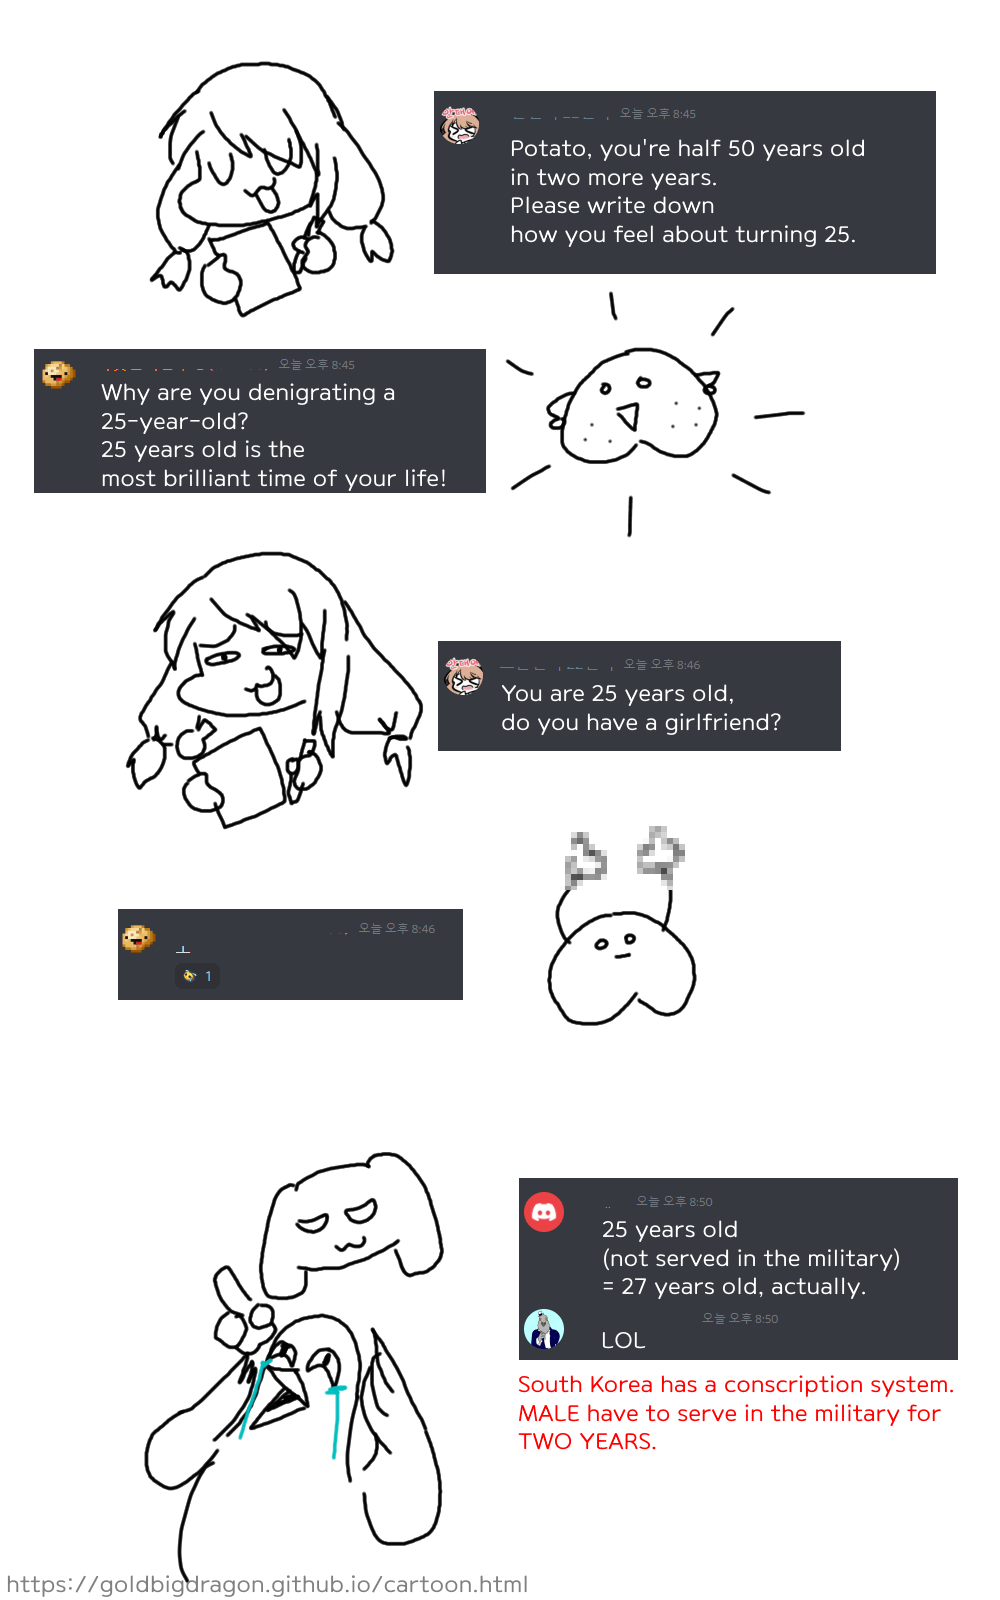 오늘 오후 8:45
Potato, you're half 50 years old
in two more years.
Please write down
how you feel about turning 25.
오늘 오후 8:45
Why are you denigrating a
25-year-old?
25 years old is the
most brilliant time of your life!
오늘 오후 8:46
You are 25 years old,
do you have a girlfriend?
오늘 오후 8:46
ㅗ
1
오늘 오후 8:50
25 years old
(not served in the military)
= 27 years old, actually.
오늘 오후 8:50
LOL
South Korea has a conscription system.
MALE have to serve in the military for
TWO YEARS.
https://goldbigdragon.github.io/cartoon.html